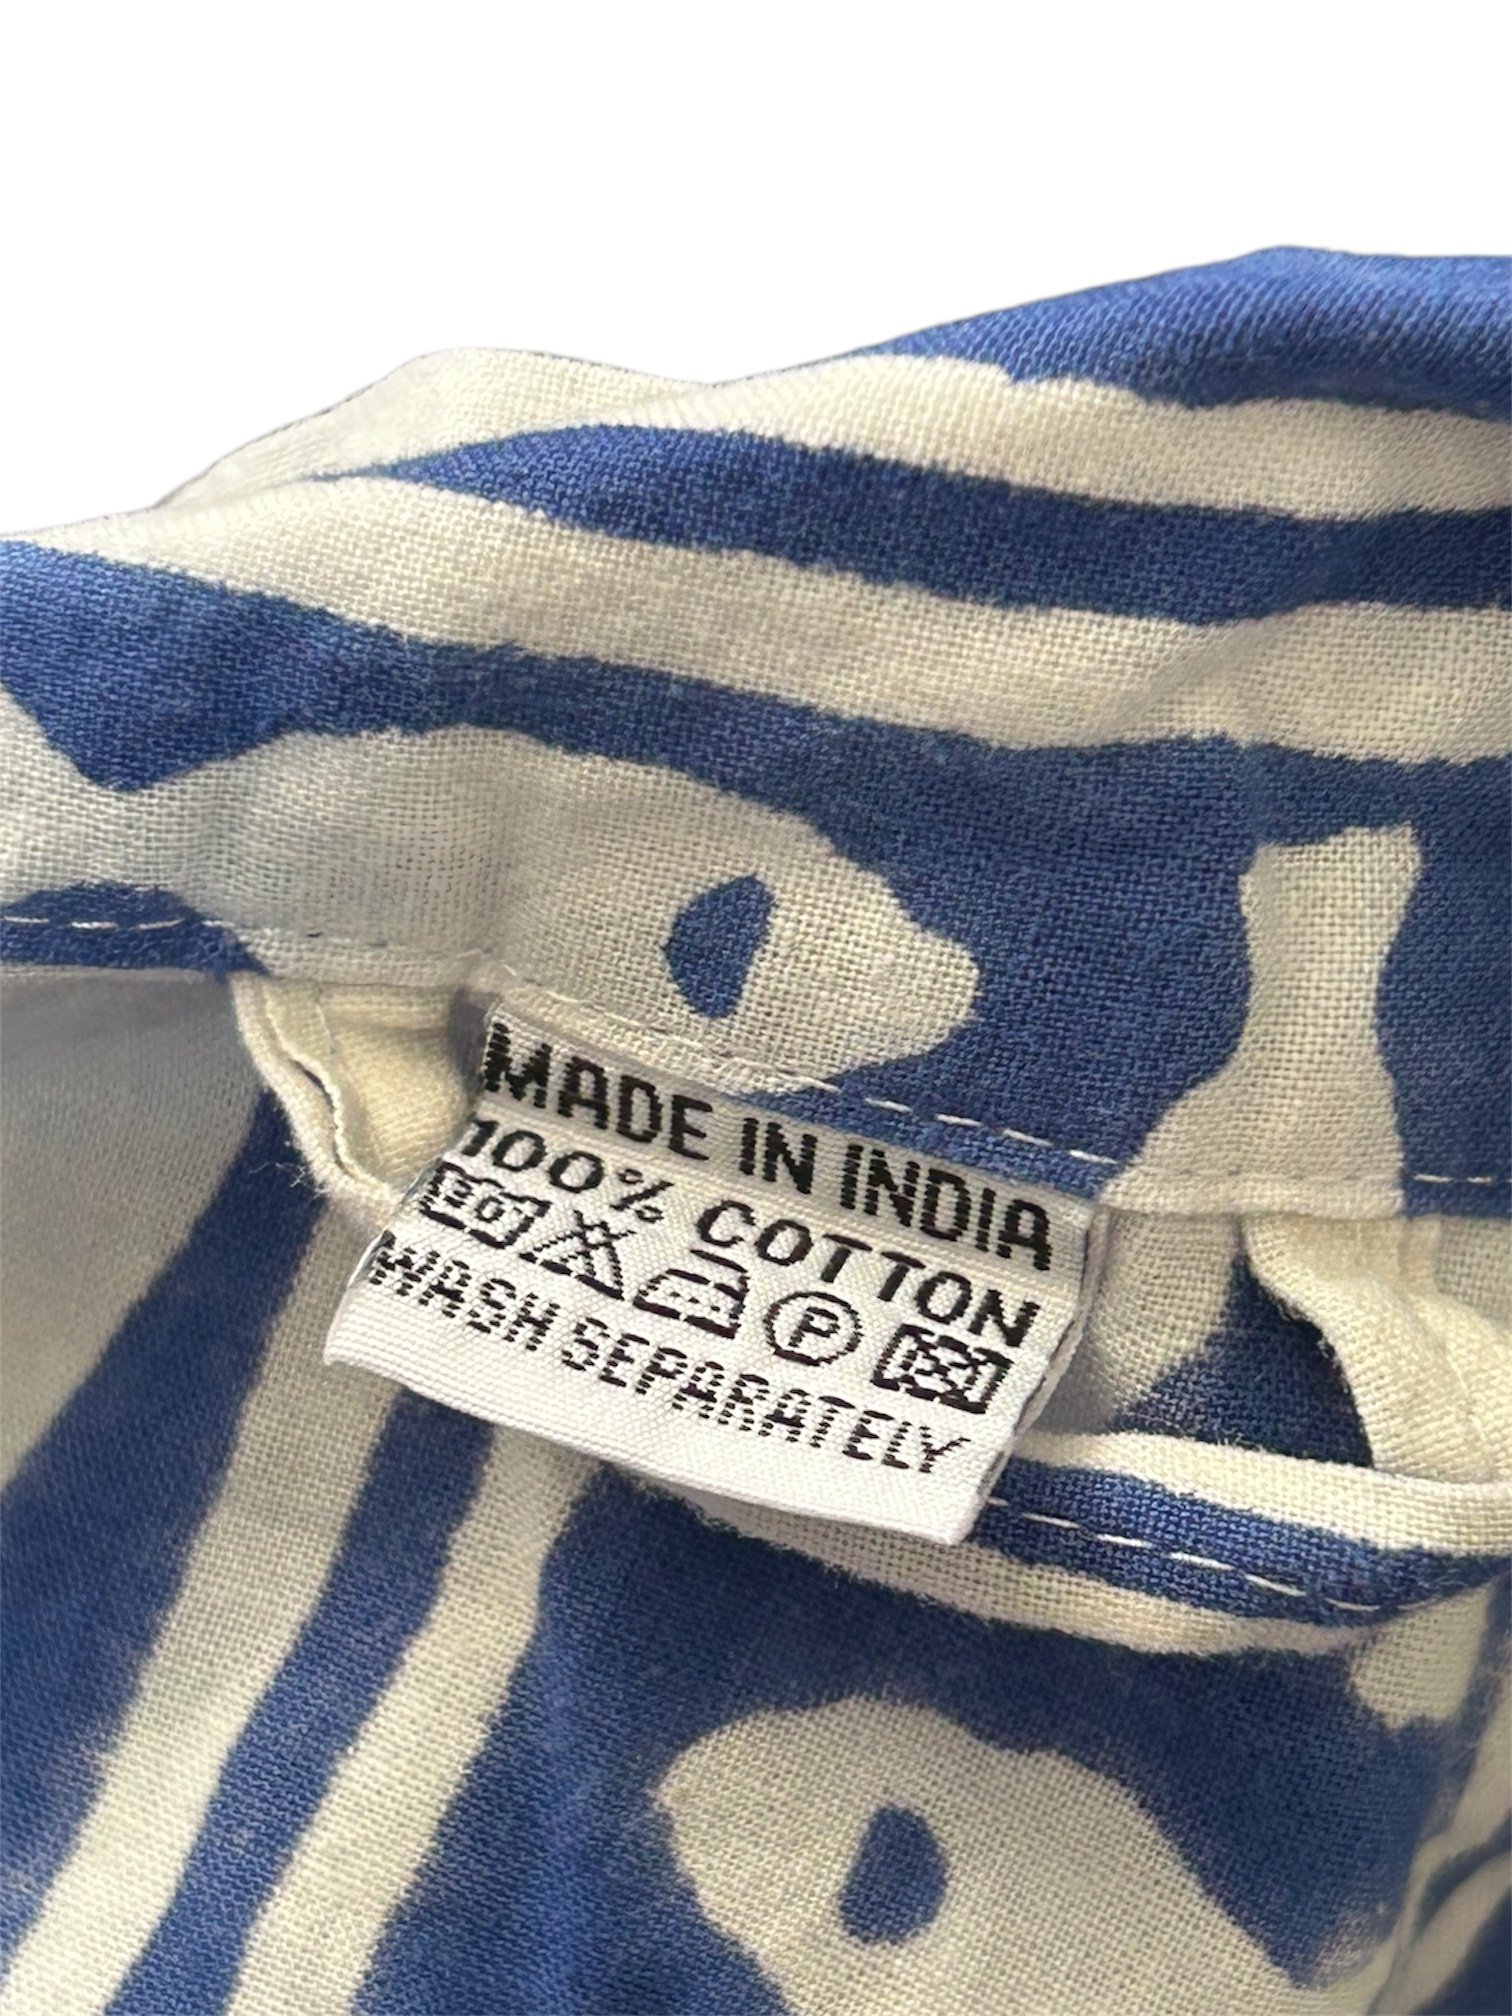 MADE IN INDIA
100% COTTON
P
WASH SEPARATELY